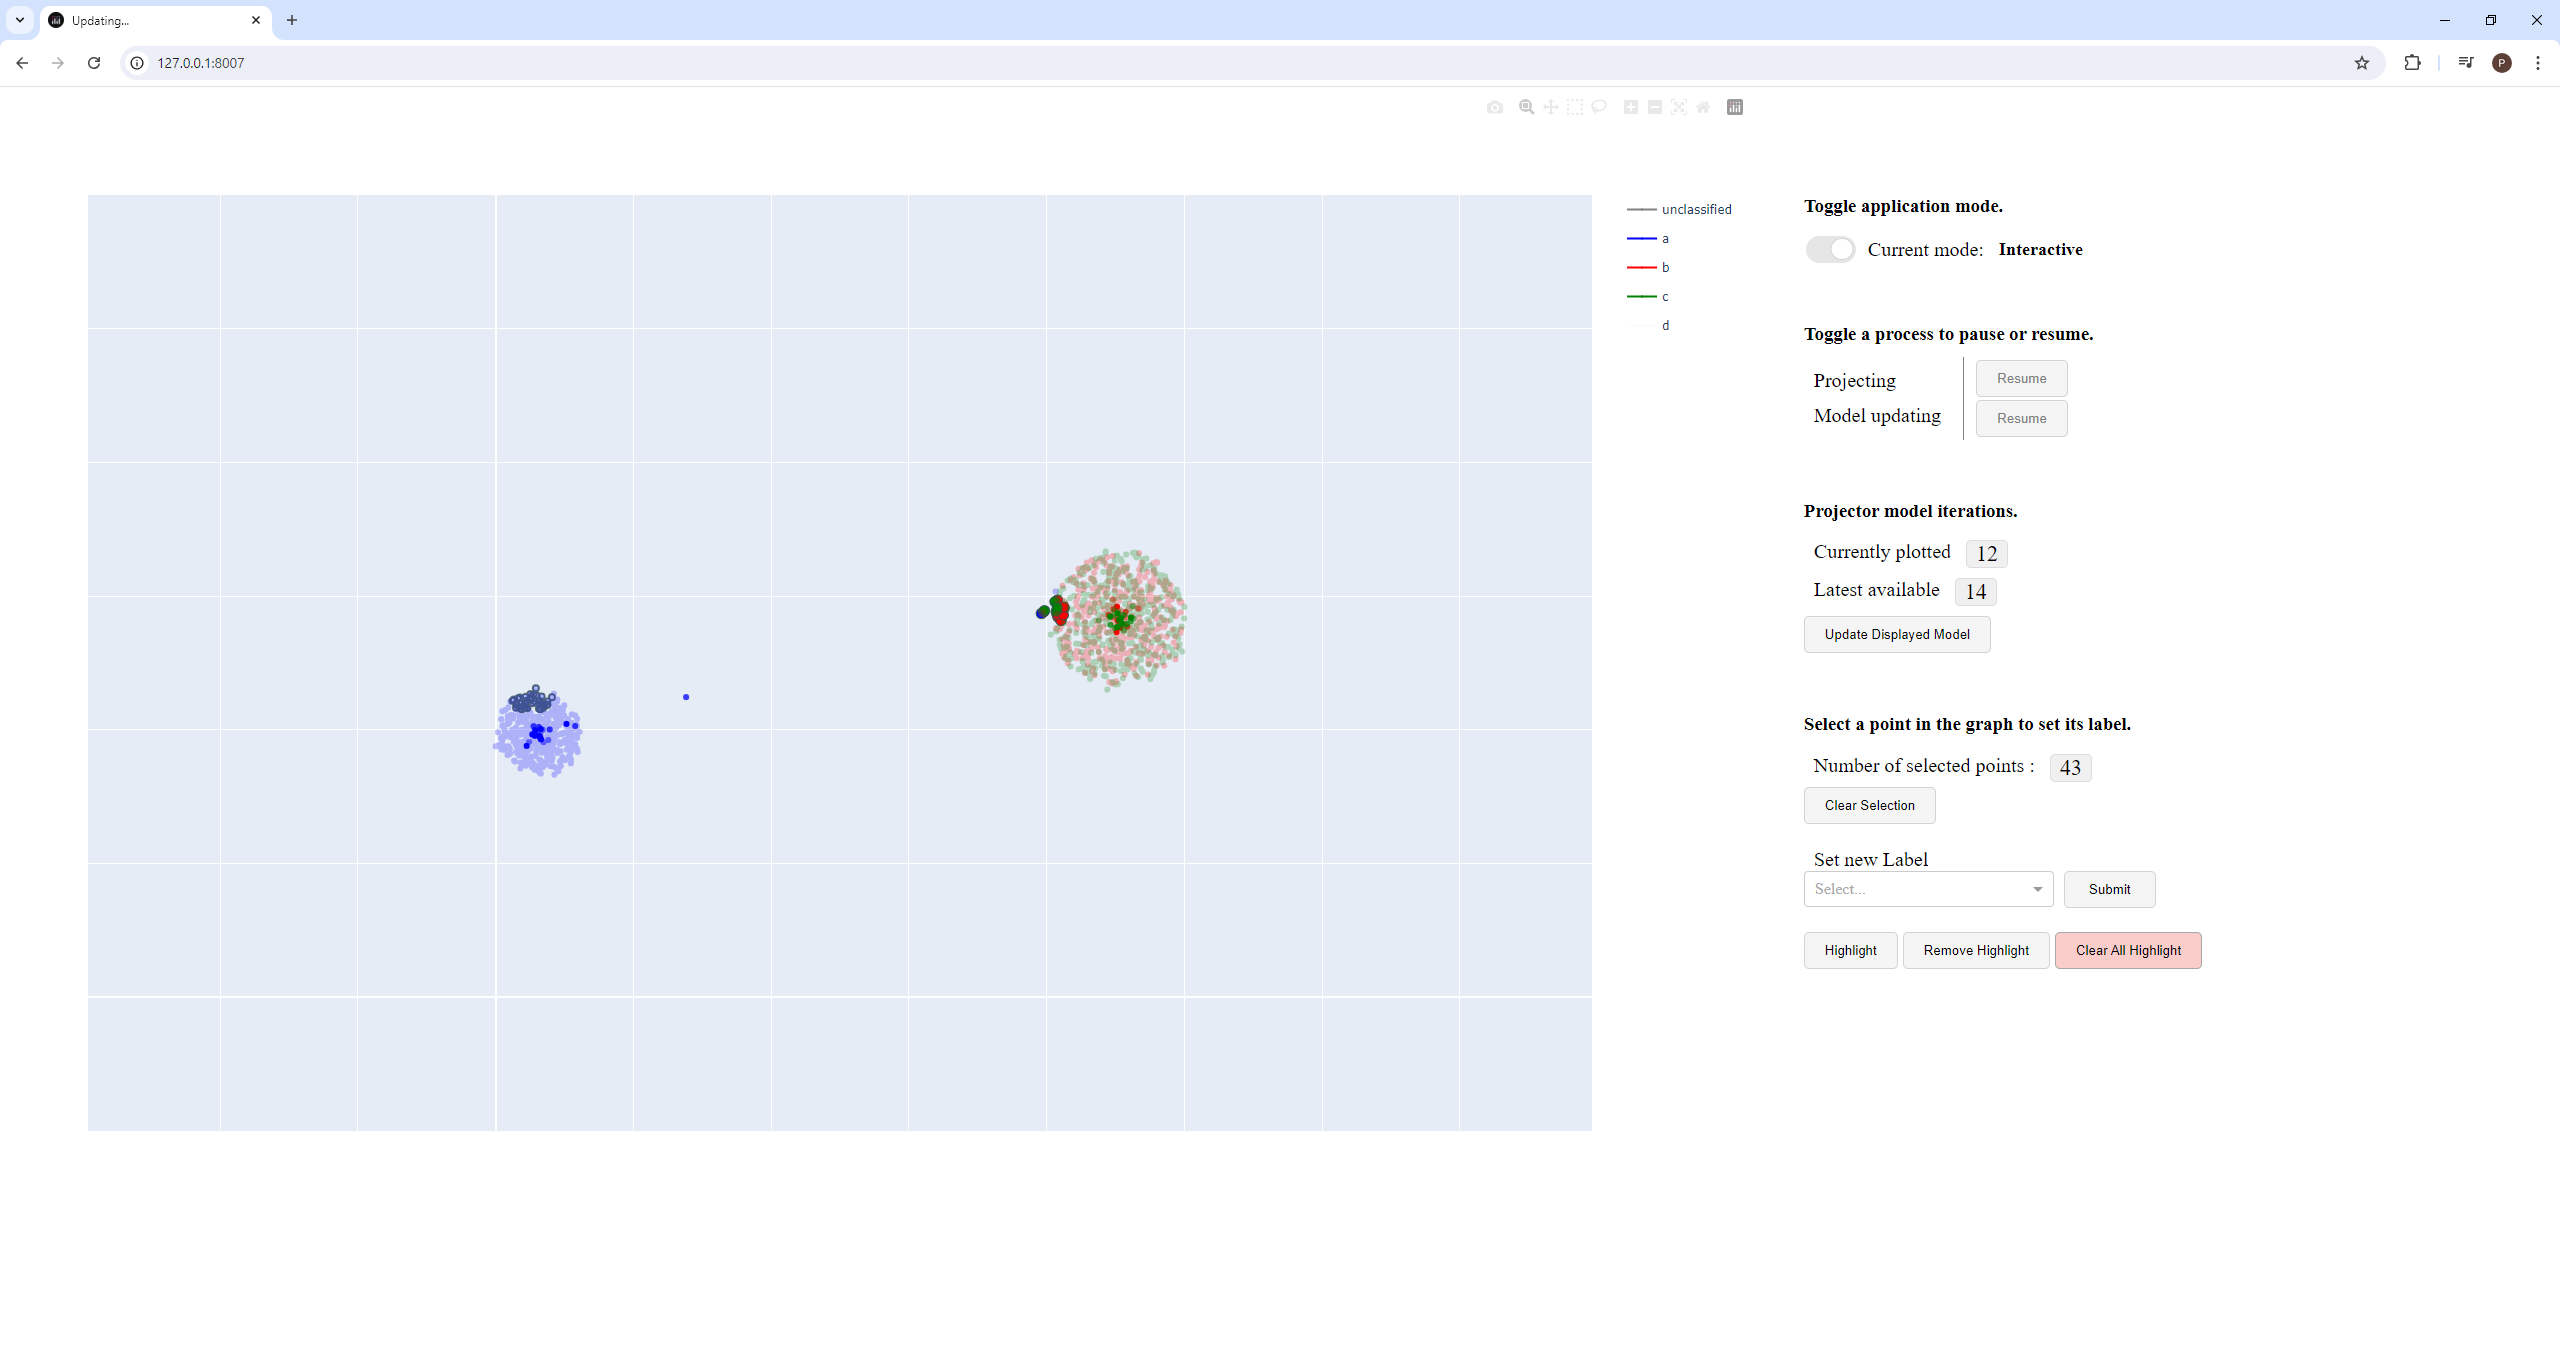 Updating...
127.0.0.1:8007
P
unclassified
a
b
c
d
Toggle application mode.
Current mode: Interactive
Toggle a process to pause or resume.
Projecting Resume
Model updating Resume
Projector model iterations.
Currently plotted 12
Latest available 14
Update Displayed Model
Select a point in the graph to set its label.
Number of selected points : 43
Clear Selection
Set new Label
Select... Submit
Highlight Remove Highlight Clear All Highlight